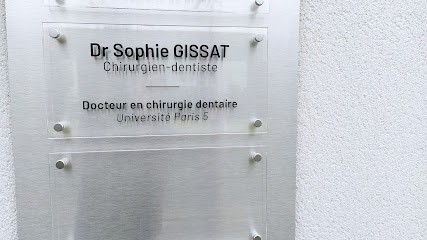 Dr Sophie GISSAT
Chirurgien-dentiste
Docteur en chirurgie dentaire
Université Paris 5